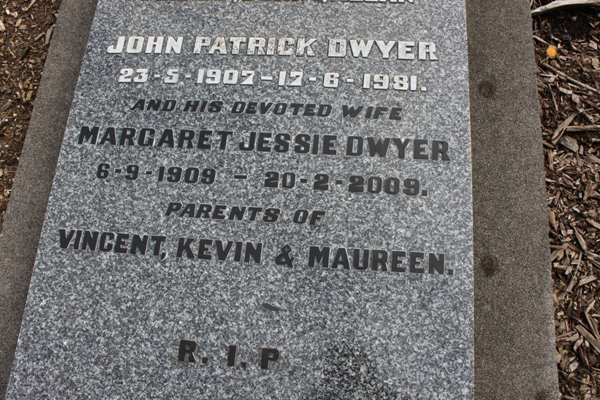 JOHN PATRICK DWYER
23-5-1907-17-6-1981.
AND HIS DEVOTED WIFE
MARGARET JESSIE DWYER
6-9-1909 - 20-2-2009.
PARENTS OF
VINCENT, KEVIN & MAUREEN.
R. I. P